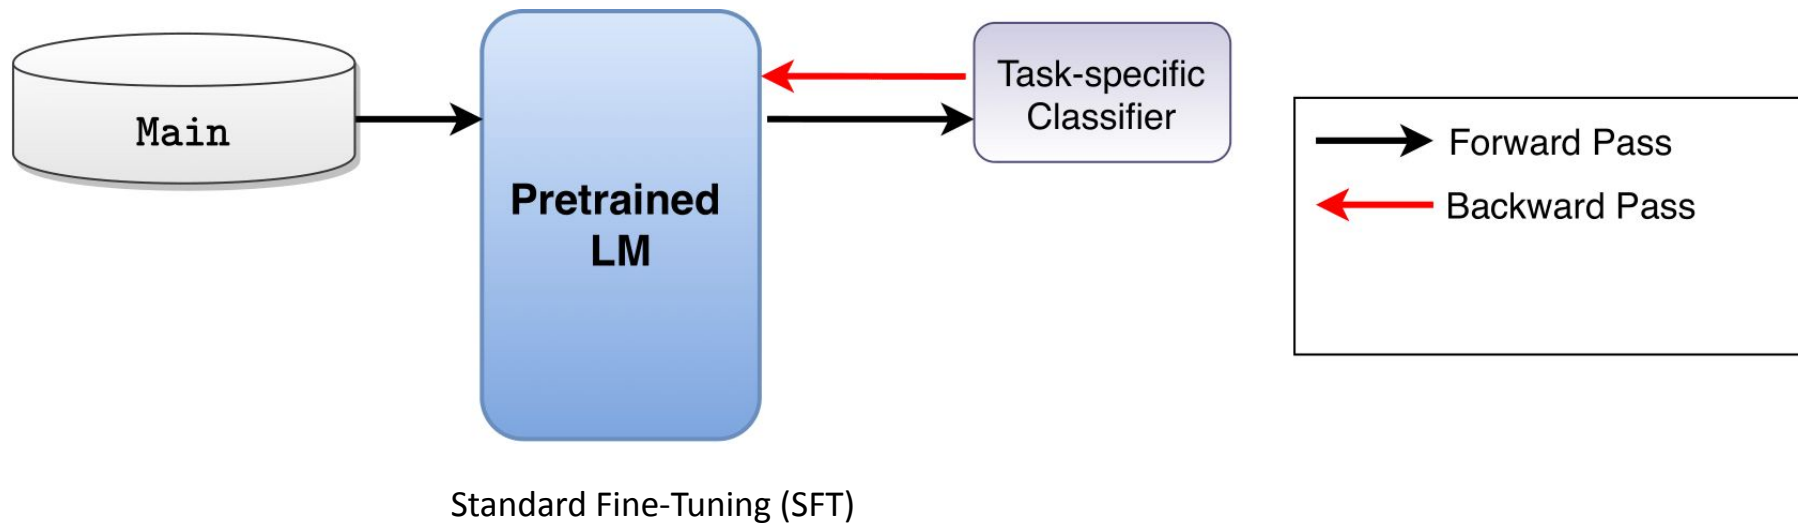 Main
Pretrained
LM
Task-specific
Classifier
Forward Pass
Backward Pass
Standard Fine-Tuning (SFT)